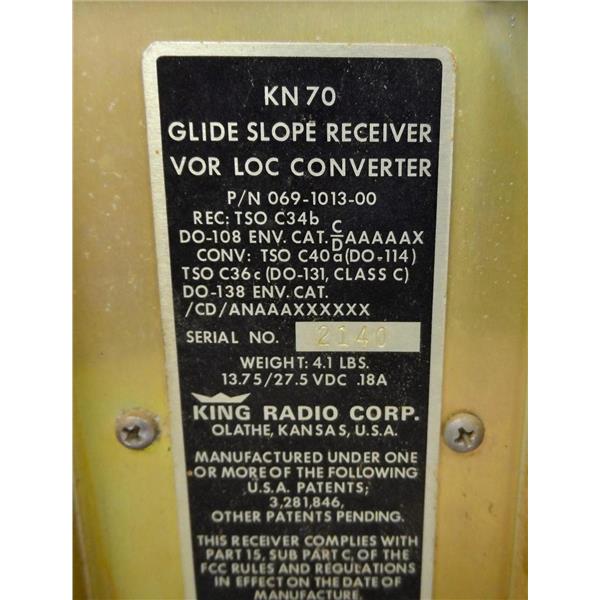 KN 70
GLIDE SLOPE RECEIVER
VOR LOC CONVERTER
P/N 069-1013-00
REC: TSO C34b
DO-108 ENV. CAT. C/D AAAAAAX
CONV: TSO C40a (DO-114)
TSO C36c (DO-131, CLASS C)
DO-138 ENV. CAT.
/CD/ANAAAXXXXXX
SERIAL NO. 2140
WEIGHT: 4.1 LBS.
13.75/27.5 VDC .18A
KING RADIO CORP.
OLATHE, KANSAS, U.S.A.
MANUFACTURED UNDER ONE
OR MORE OF THE FOLLOWING
U.S.A. PATENTS;
3,281,846,
OTHER PATENTS PENDING.
THIS RECEIVER COMPLIES WITH
PART 15, SUB PART C, OF THE
FCC RULES AND REGULATIONS
IN EFFECT ON THE DATE OF
MANUFACTURE.